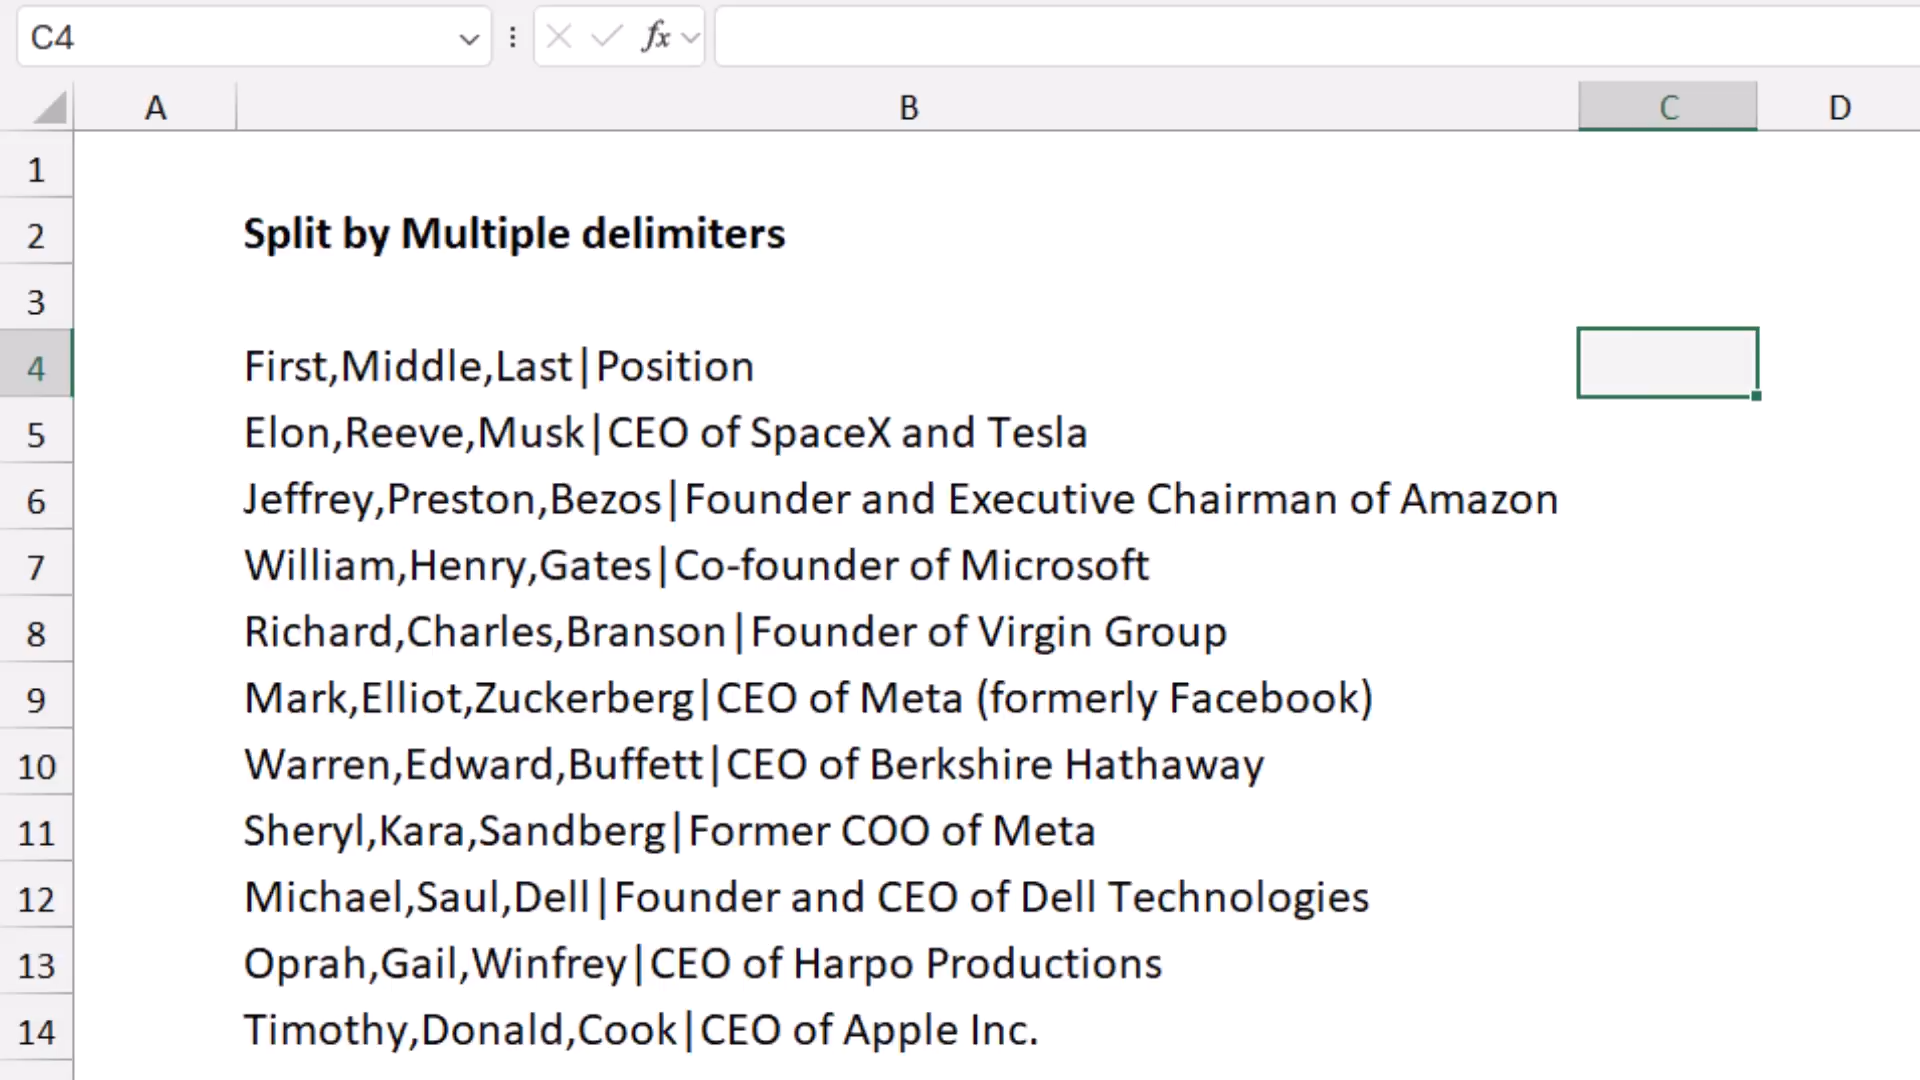 C4
fx
A B C D
1
2 Split by Multiple delimiters
3
4 First,Middle,Last|Position
5 Elon,Reeve,Musk|CEO of SpaceX and Tesla
6 Jeffrey,Preston,Bezos|Founder and Executive Chairman of Amazon
7 William,Henry,Gates|Co-founder of Microsoft
8 Richard,Charles,Branson|Founder of Virgin Group
9 Mark,Elliot,Zuckerberg|CEO of Meta (formerly Facebook)
10 Warren,Edward,Buffett|CEO of Berkshire Hathaway
11 Sheryl,Kara,Sandberg|Former COO of Meta
12 Michael,Saul,Dell|Founder and CEO of Dell Technologies
13 Oprah,Gail,Winfrey|CEO of Harpo Productions
14 Timothy,Donald,Cook|CEO of Apple Inc.